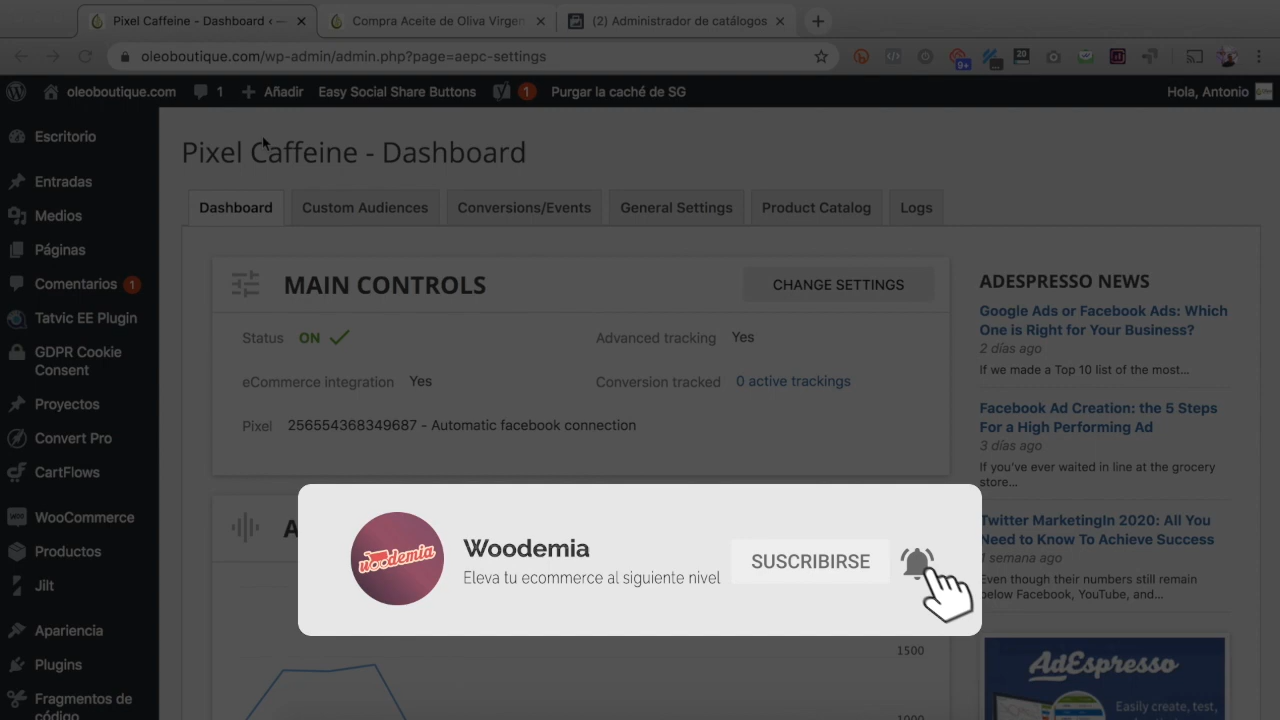 Pixel Caffeine - Dashboard ‹ —
Compra Aceite de Oliva Virgen
(2) Administrador de catálogos
oleoboutique.com/wp-admin/admin.php?page=aepc-settings
9+
20
oleoboutique.com
1
Añadir
Easy Social Share Buttons
1
Purgar la caché de SG
Hola, Antonio
Escritorio
Entradas
Medios
Páginas
Comentarios 1
Tatvic EE Plugin
GDPR Cookie
Consent
Proyectos
Convert Pro
CartFlows
WooCommerce
Productos
Jilt
Apariencia
Plugins
Fragmentos de
código
Pixel Caffeine - Dashboard
Dashboard
Custom Audiences
Conversions/Events
General Settings
Product Catalog
Logs
MAIN CONTROLS
CHANGE SETTINGS
Status ON
Advanced tracking Yes
eCommerce integration Yes
Conversion tracked 0 active trackings
Pixel 256554368349687 - Automatic facebook connection
ADESPRESSO NEWS
Google Ads or Facebook Ads: Which
One is Right for Your Business?
2 días ago
If we made a Top 10 list of the most...
Facebook Ad Creation: the 5 Steps
For a High Performing Ad
3 días ago
If you've ever waited in line at the grocery
store...
Twitter MarketingIn 2020: All You
Need to Know To Achieve Success
1 semana ago
Even though their numbers still remain
below Facebook, YouTube, and...
AdEspresso
Easily create, test,
woodemia
Woodemia
Eleva tu ecommerce al siguiente nivel
SUSCRIBIRSE
1500
1000